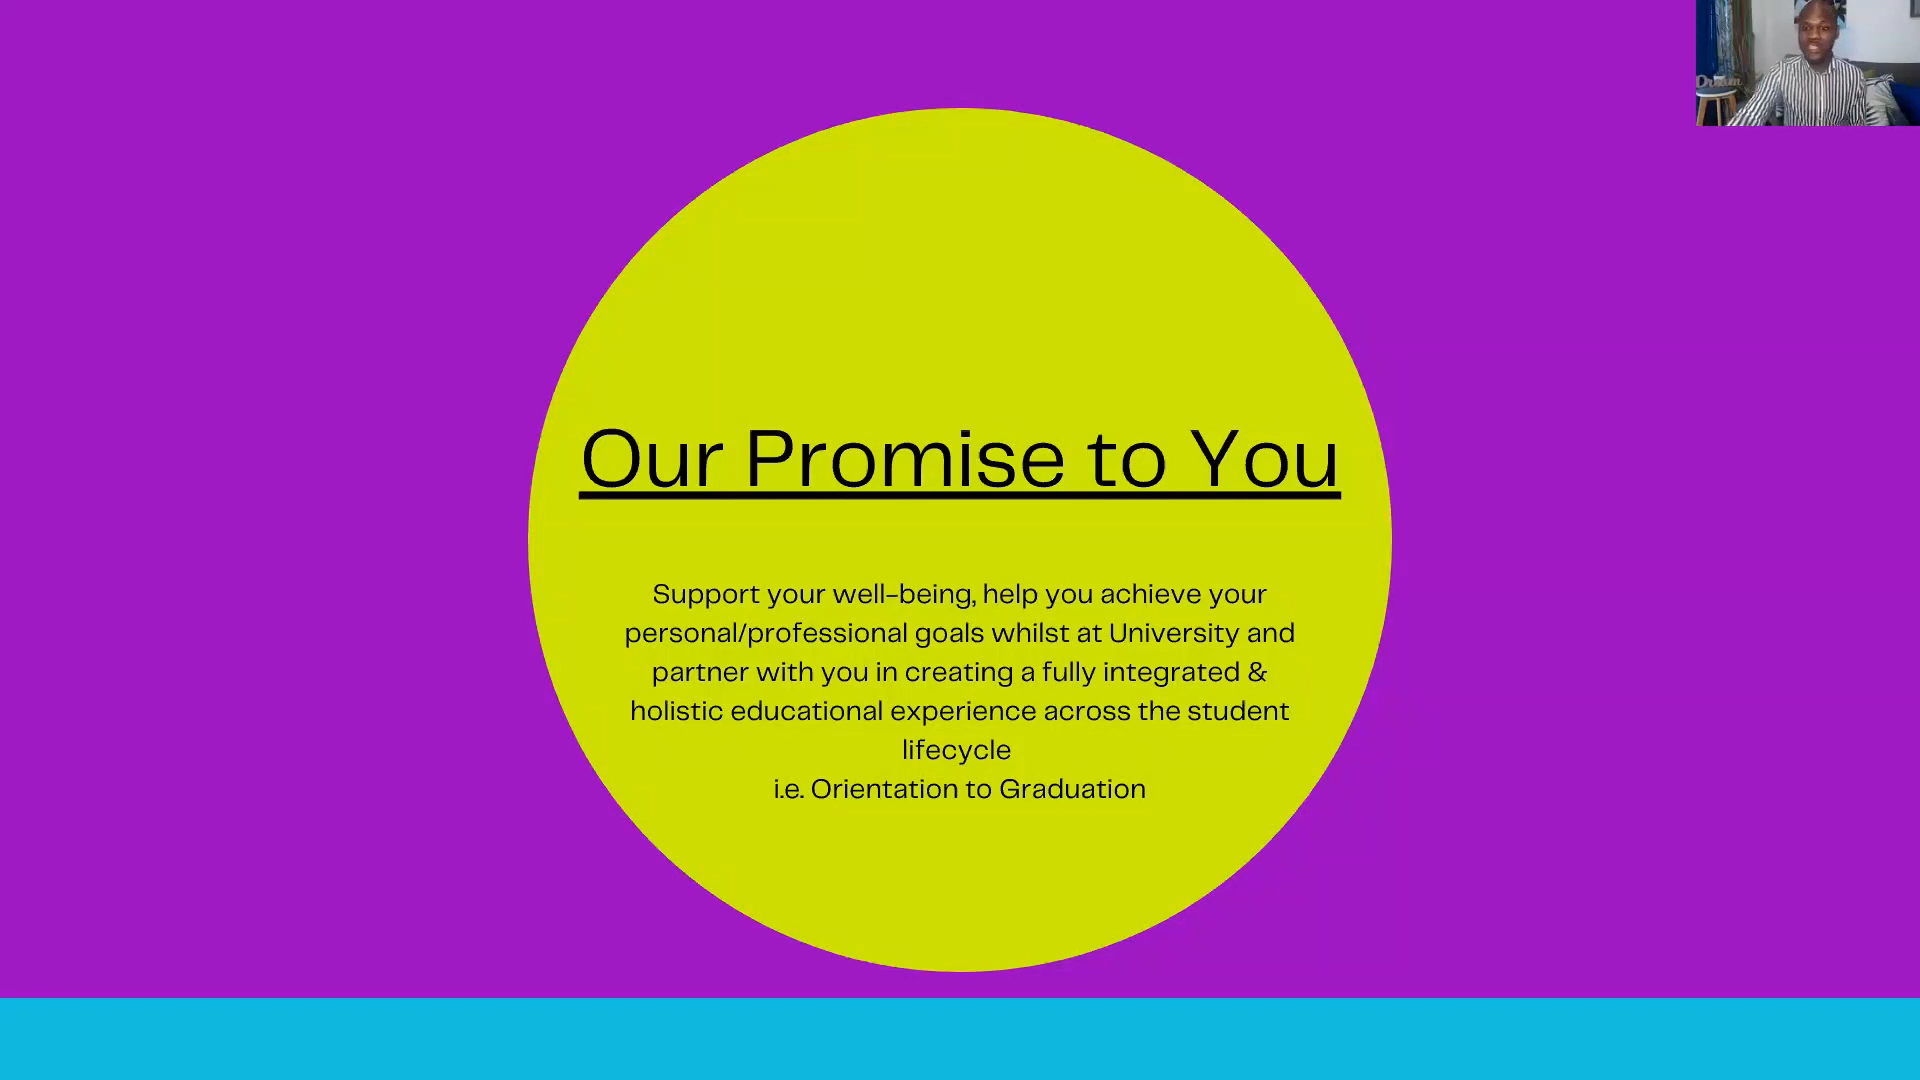 Dream
Our Promise to You
Support your well-being, help you achieve your
personal/professional goals whilst at University and
partner with you in creating a fully integrated &
holistic educational experience across the student
lifecycle
i.e. Orientation to Graduation